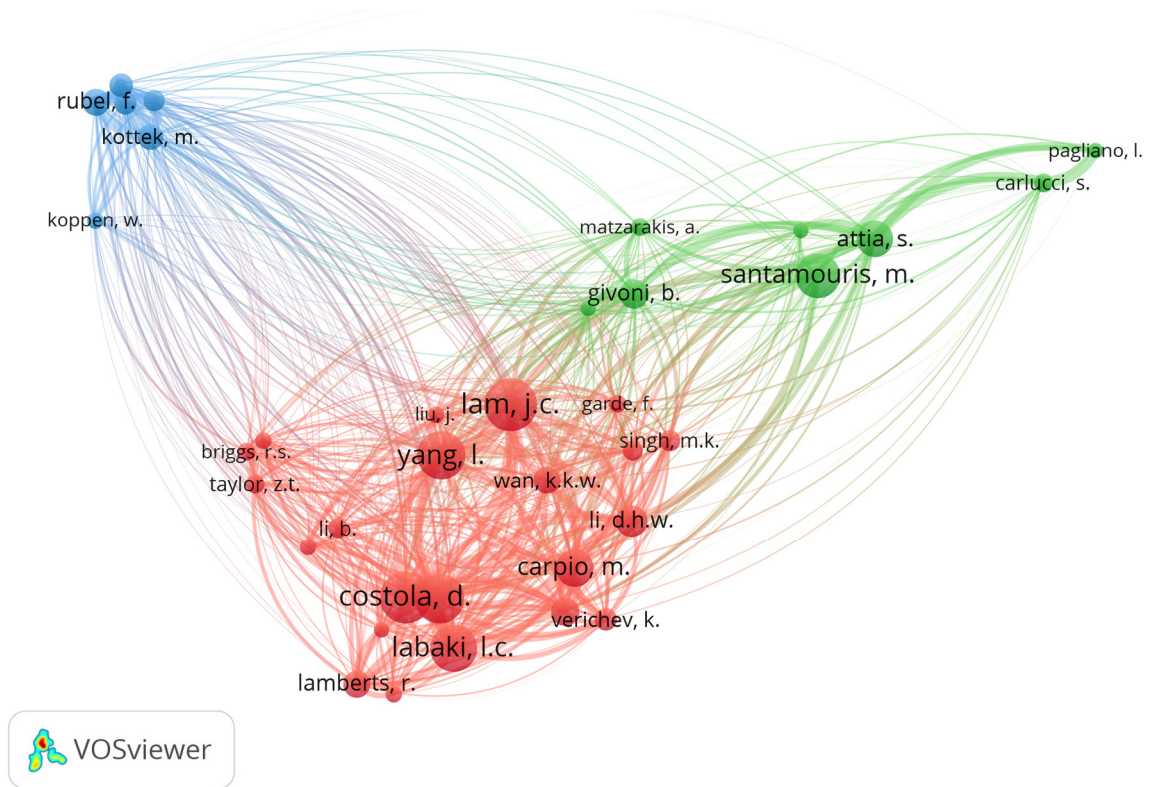 rubel, f.
kottek, m.
pagliano, l.
carlucci, s.
koppen, w.
matzarakis, a.
attia, s.
santamouris, m.
givoni, b.
liu, j.
lam, j.c.
garde, f.
briggs, r.s.
yang, l.
singh, m.k.
taylor, z.t.
wan, k.k.w.
li, b.
li, d.h.w.
carpio, m.
costola, d.
verichev, k.
labaki, l.c.
lamberts, r.
VOSviewer